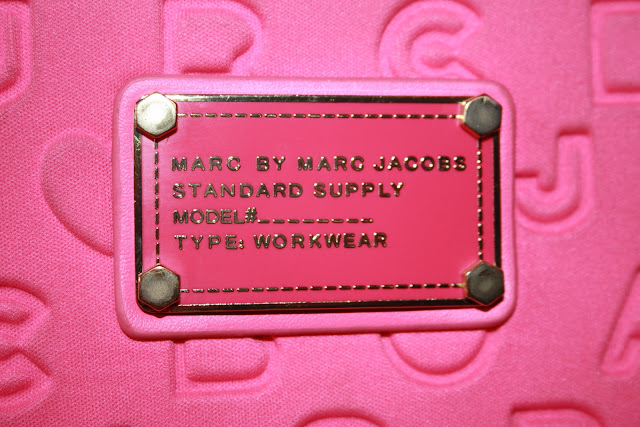 MARC BY MARC JACOBS
STANDARD SUPPLY
MODEL#_________
TYPE: WORKWEAR